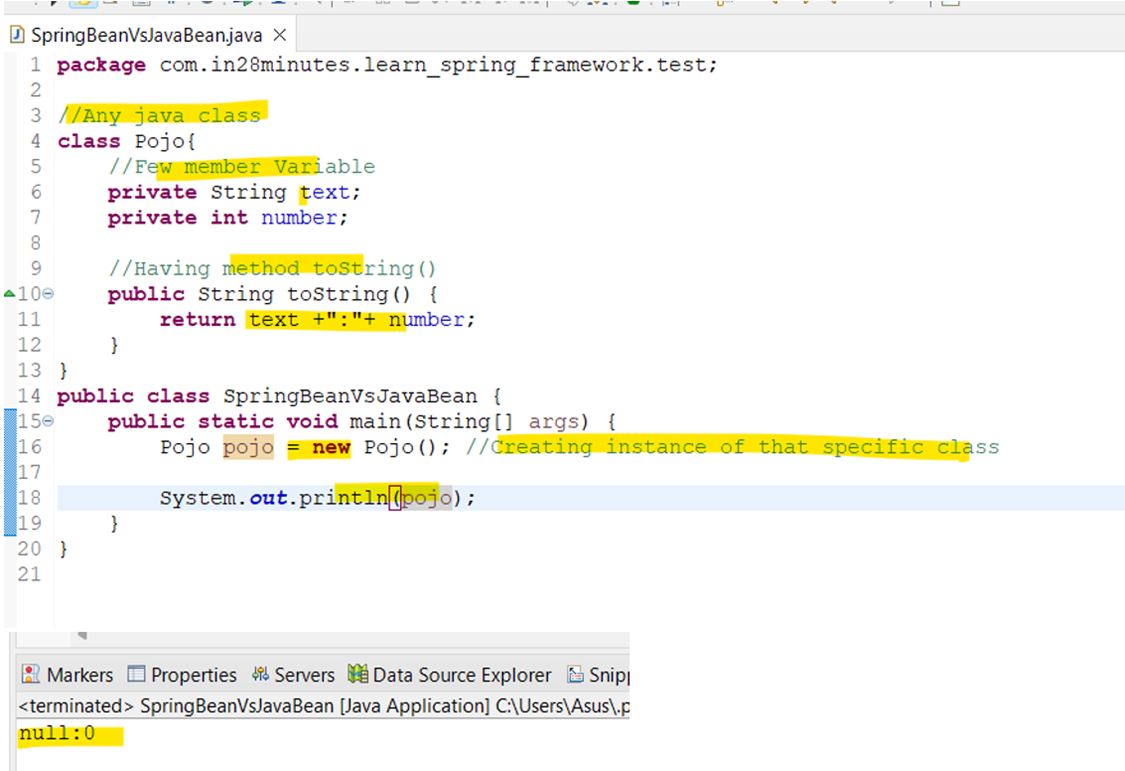 SpringBeanVsJavaBean.java
1 package com.in28minutes.learn_spring_framework.test;
2
3 //Any java class
4 class Pojo{
5 //Few member Variable
6 private String text;
7 private int number;
8
9 //Having method toString()
10 public String toString() {
11 return text +":"+ number;
12 }
13 }
14 public class SpringBeanVsJavaBean {
15 public static void main(String[] args) {
16 Pojo pojo = new Pojo(); //Creating instance of that specific class
17
18 System.out.println(pojo);
19 }
20 }
21
Markers Properties Servers Data Source Explorer Snip
<terminated> SpringBeanVsJavaBean [Java Application] C:\Users\Asus\.p
null:0